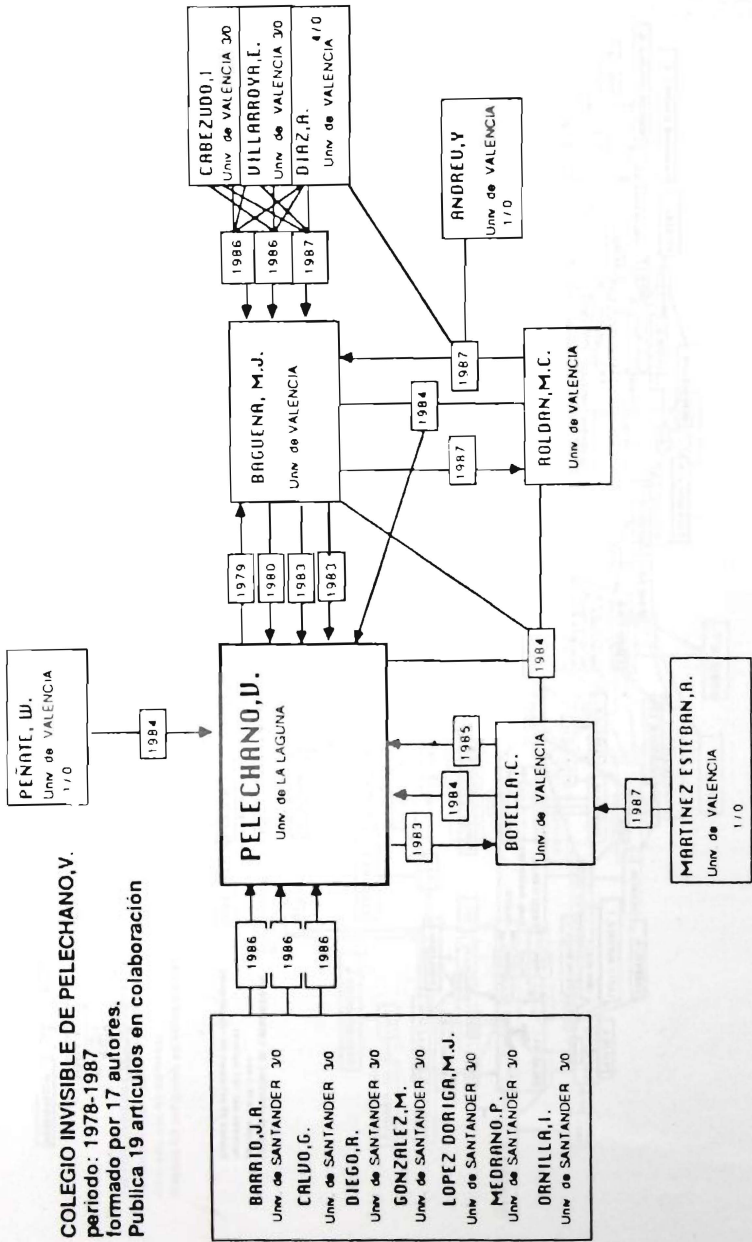 COLEGIO INVISIBLE DE PELECHANO,V.
periodo: 1978-1987
formado por 17 autores.
Publica 19 artículos en colaboración
PEÑATE, W.
Univ de VALENCIA
1/0
1984
BARRIO,J.A.
Univ. de SANTANDER 3/0
CALVO,G.
Univ. de SANTANDER 3/0
DIEGO,R.
Univ. de SANTANDER 3/0
GONZALEZ,M.
Univ. de SANTANDER 3/0
LOPEZ DORIGA,M.J.
Univ de SANTANDER 3/0
MEDRANO,P.
Univ de SANTANDER 3/0
ORNILLA,I.
Univ de SANTANDER 3/0
1986
1986
1986
PELECHANO,V.
Univ. de LA LAGUNA
1979
1980
1983
1983
BAGUENA, M.J.
Univ de VALENCIA
1986
1986
1987
CABEZUDO,I
Univ de VALENCIA 3/0
VILLARROYA,E.
Univ de VALENCIA 3/0
DIAZ,A.
4/0
Univ de VALENCIA
1983
1984
1985
1984
1987
1984
1987
ANDREU,Y
Univ de VALENCIA
1/0
BOTELLA,C.
Univ. de VALENCIA
ROLDAN,M.C.
Univ de VALENCIA
1987
MARTINEZ ESTEBAN,A.
Univ de VALENCIA
1/0